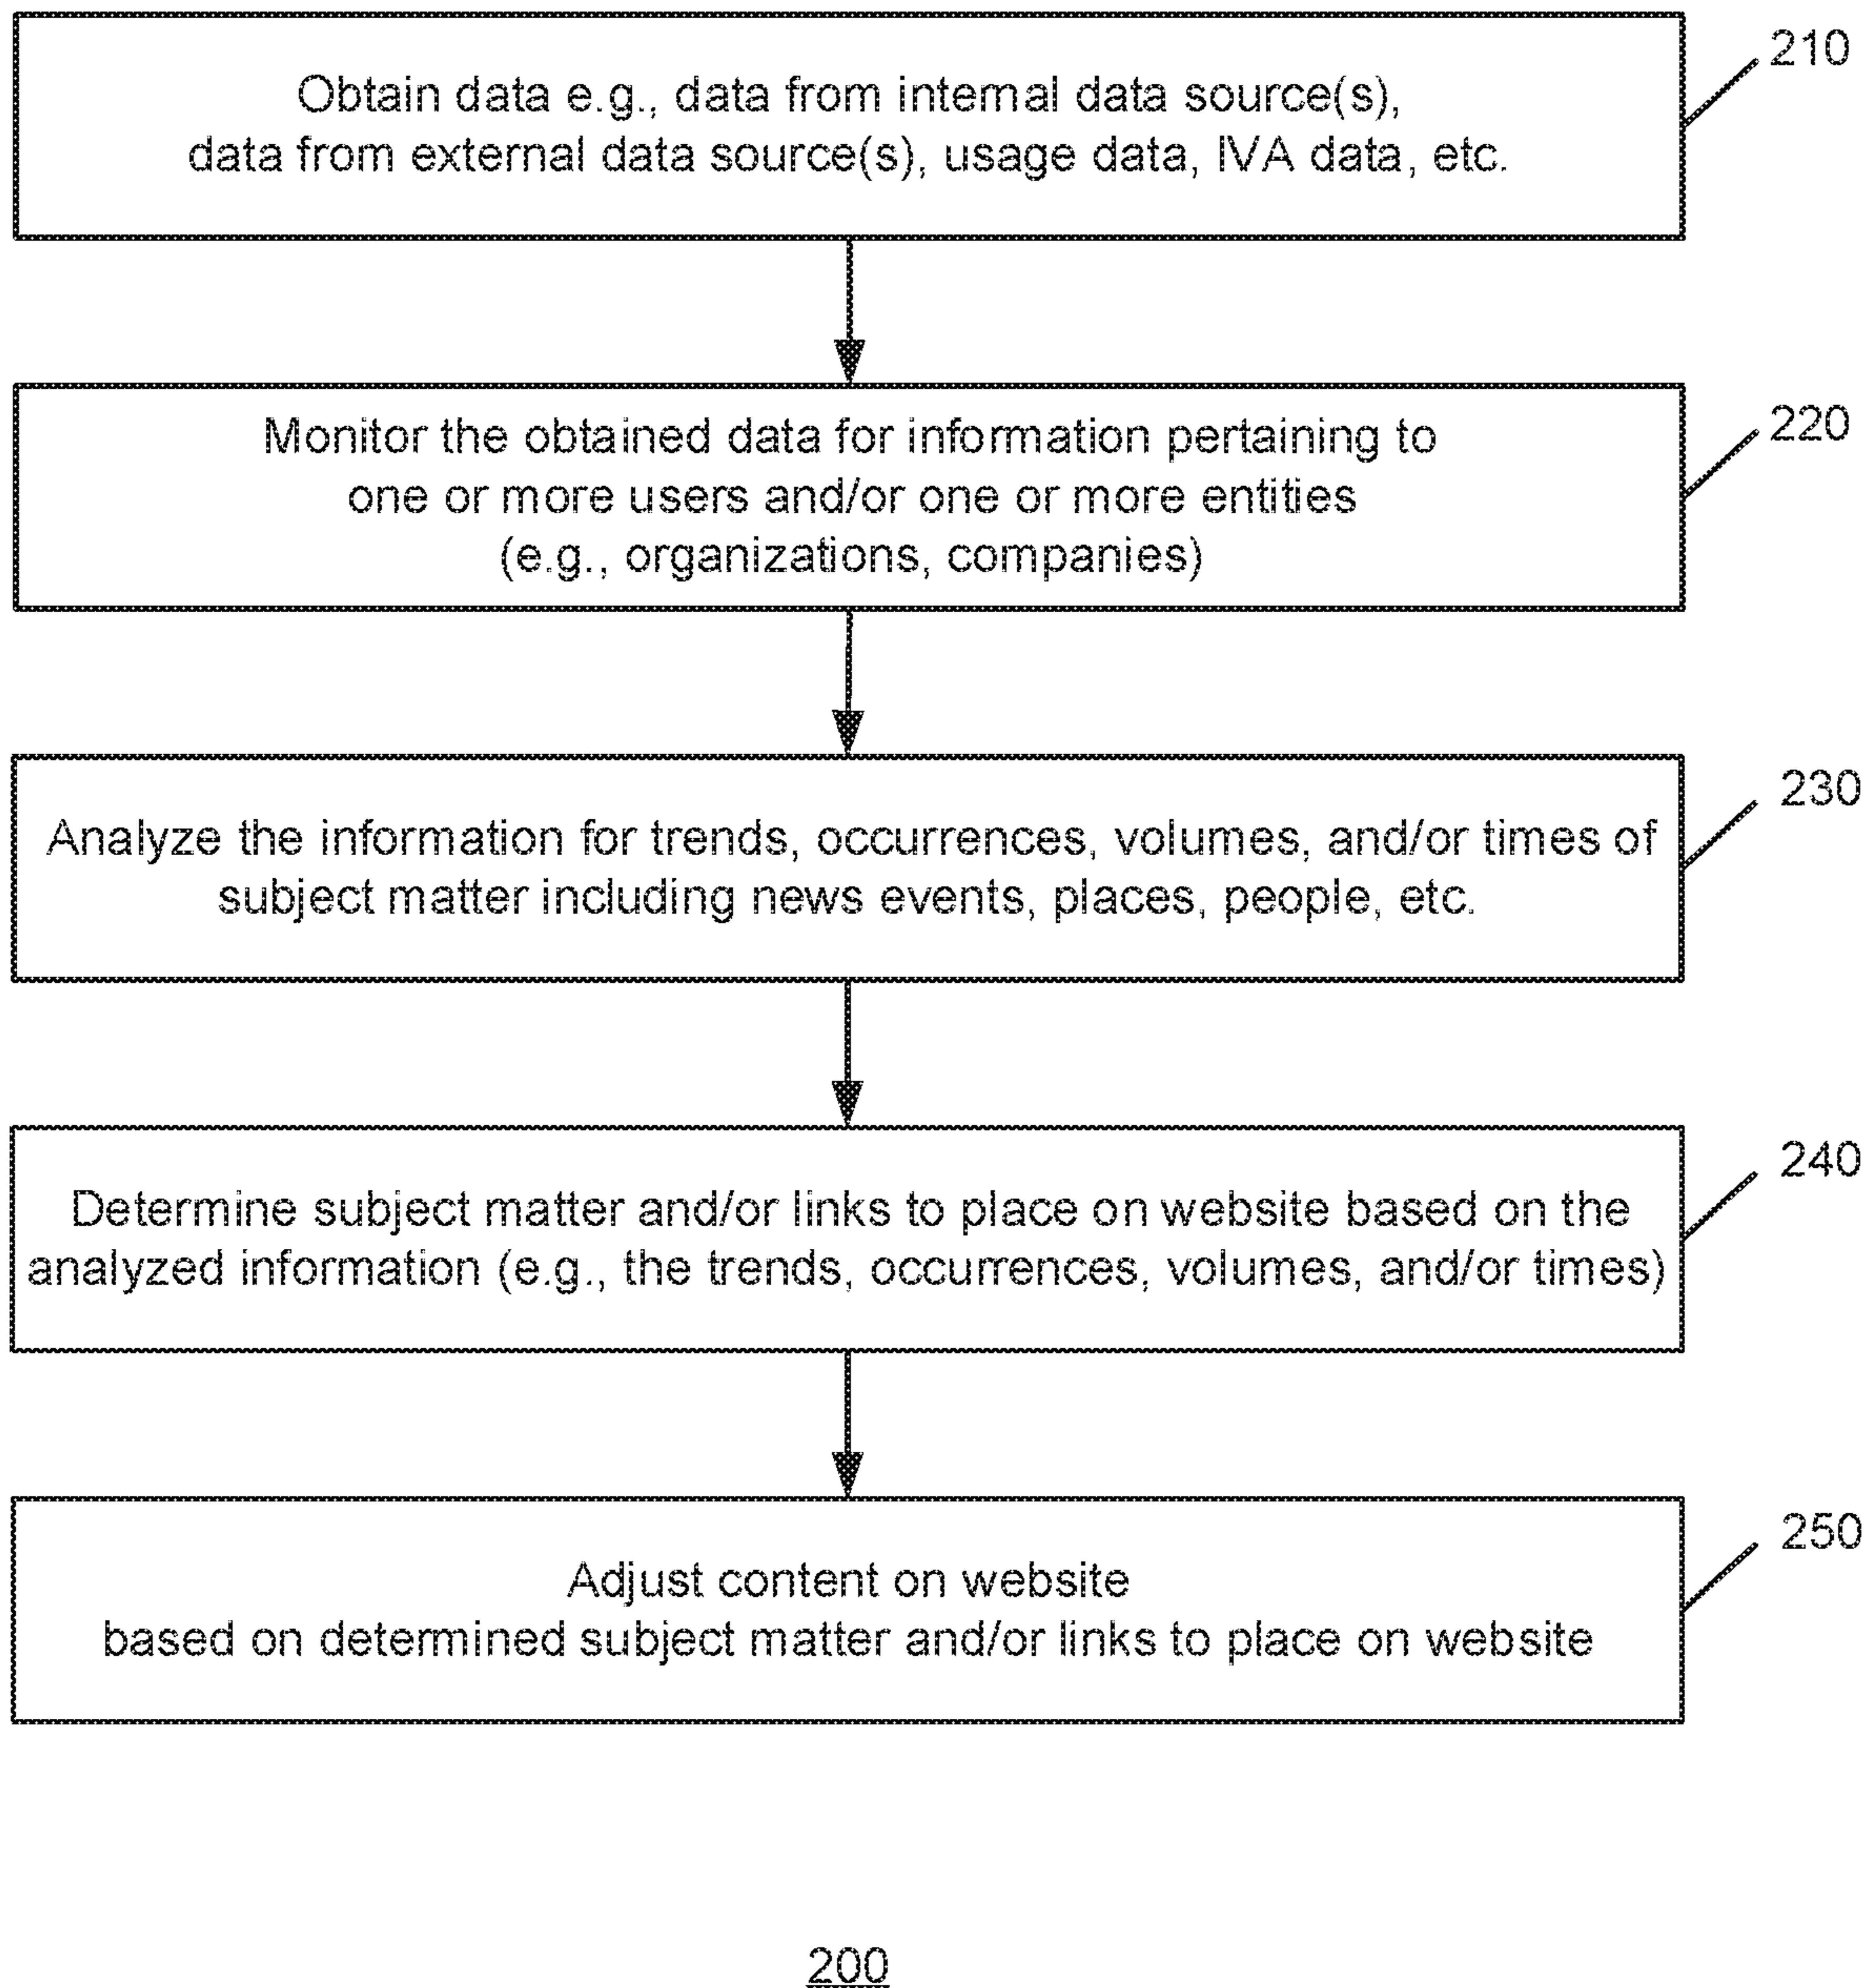 210
Obtain data e.g., data from internal data source(s),
data from external data source(s), usage data, IVA data, etc.
220
Monitor the obtained data for information pertaining to
one or more users and/or one or more entities
(e.g., organizations, companies)
230
Analyze the information for trends, occurrences, volumes, and/or times of
subject matter including news events, places, people, etc.
240
Determine subject matter and/or links to place on website based on the
analyzed information (e.g., the trends, occurrences, volumes, and/or times)
250
Adjust content on website
based on determined subject matter and/or links to place on website
200